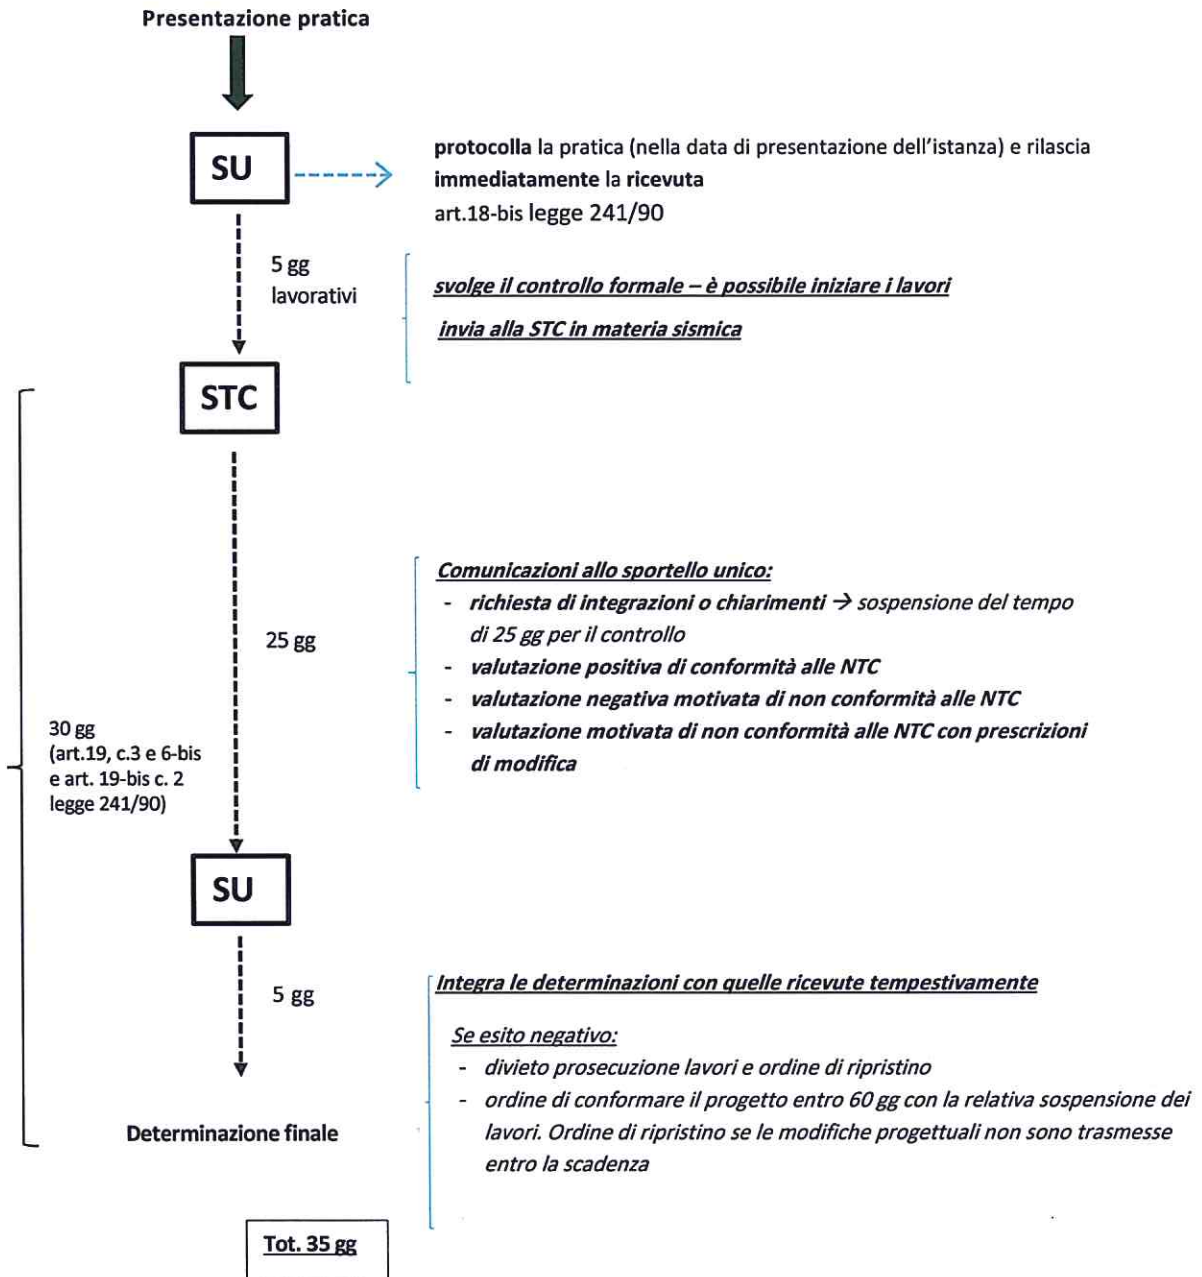 Presentazione pratica
SU
protocolla la pratica (nella data di presentazione dell'istanza) e rilascia
immediatamente la ricevuta
art.18-bis legge 241/90
5 gg
lavorativi
svolge il controllo formale – è possibile iniziare i lavori
invia alla STC in materia sismica
STC
Comunicazioni allo sportello unico:
- richiesta di integrazioni o chiarimenti → sospensione del tempo
di 25 gg per il controllo
- valutazione positiva di conformità alle NTC
- valutazione negativa motivata di non conformità alle NTC
- valutazione motivata di non conformità alle NTC con prescrizioni
di modifica
25 gg
30 gg
(art.19, c.3 e 6-bis
e art. 19-bis c. 2
legge 241/90)
SU
5 gg
Integra le determinazioni con quelle ricevute tempestivamente
Se esito negativo:
- divieto prosecuzione lavori e ordine di ripristino
- ordine di conformare il progetto entro 60 gg con la relativa sospensione dei
lavori. Ordine di ripristino se le modifiche progettuali non sono trasmesse
entro la scadenza
Determinazione finale
Tot. 35 gg